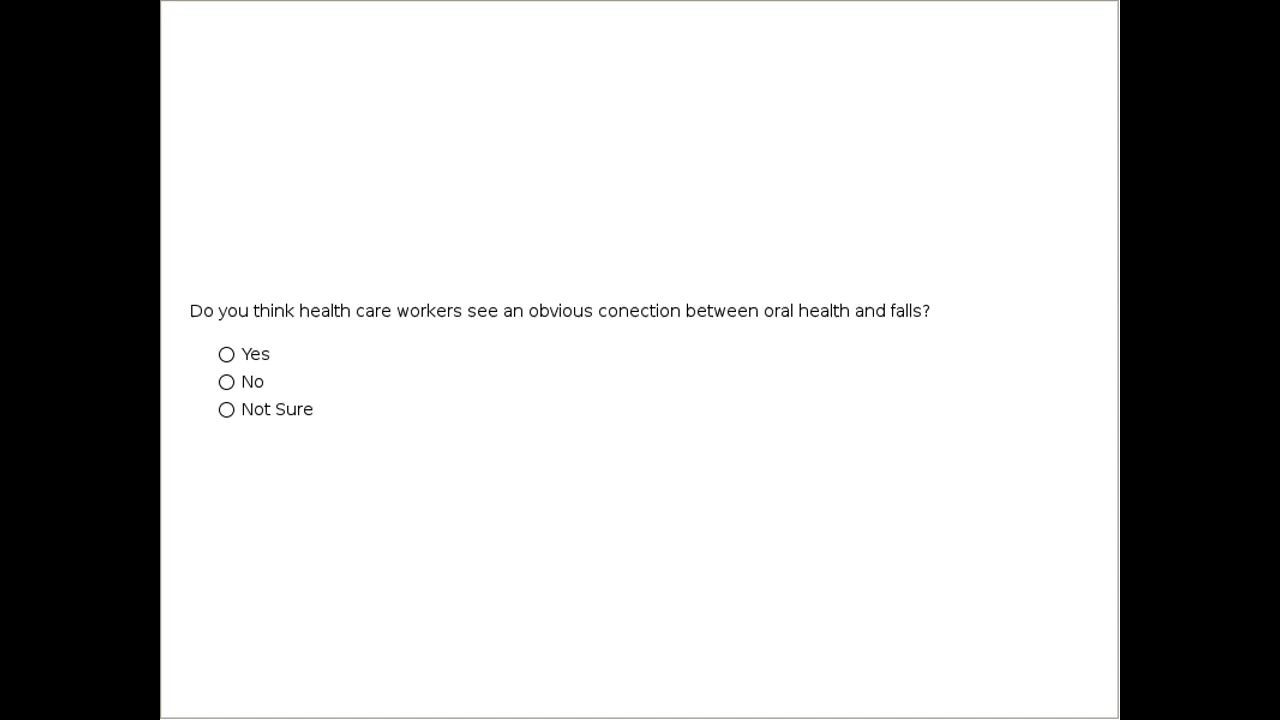 Do you think health care workers see an obvious conection between oral health and falls?
Yes
No
Not Sure